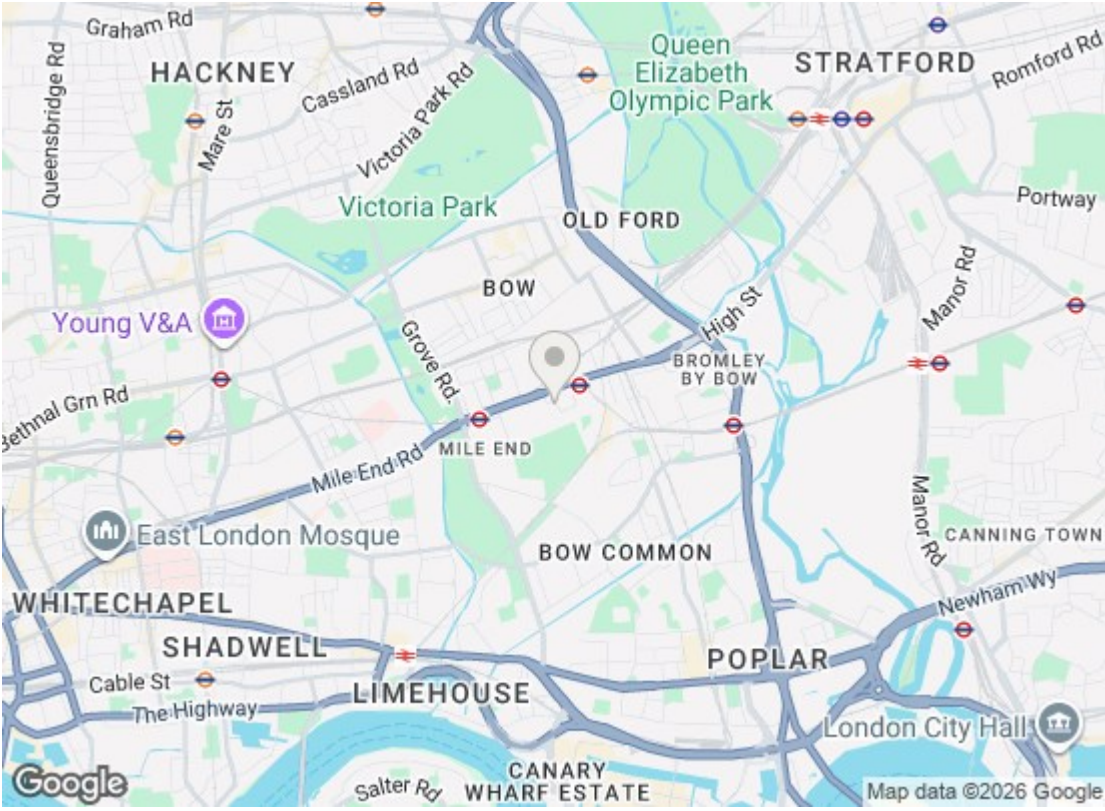 Graham Rd
HACKNEY
Cassland Rd
Queensbridge Rd
Mare St
Victoria Park Rd
Queen
Elizabeth
Olympic Park
STRATFORD
Romford Rd
Portway
Victoria Park
OLD FORD
BOW
Manor Rd
High St
Young V&A
Grove Rd.
BROMLEY
BY BOW
Bethnal Grn Rd
MILE END
Mile End Rd
East London Mosque
Manor Rd
BOW COMMON
CANNING TOWN
Newham Wy
WHITECHAPEL
SHADWELL
POPLAR
Cable St
LIMEHOUSE
The Highway
London City Hall
CANARY
WHARF ESTATE
Salter Rd
Google
Map data ©2026 Google